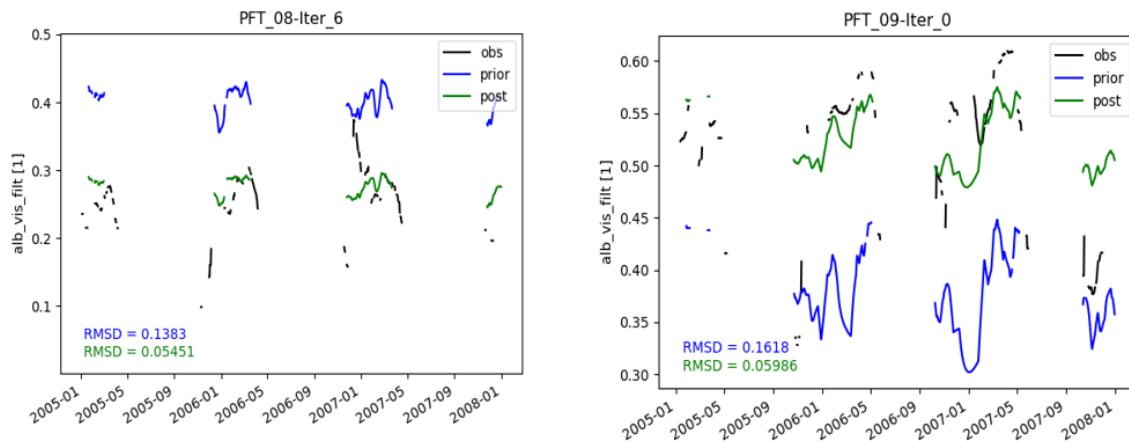 PFT_08-Iter_6
0.5
0.4
0.3
0.2
0.1
alb_vis_filt [1]
obs
prior
post
RMSD = 0.1383
RMSD = 0.05451
2005-01
2005-05
2005-09
2006-01
2006-05
2006-09
2007-01
2007-05
2007-09
2008-01
PFT_09-Iter_0
0.60
0.55
0.50
0.45
0.40
0.35
0.30
alb_vis_filt [1]
obs
prior
post
RMSD = 0.1618
RMSD = 0.05986
2005-01
2005-05
2005-09
2006-01
2006-05
2006-09
2007-01
2007-05
2007-09
2008-01